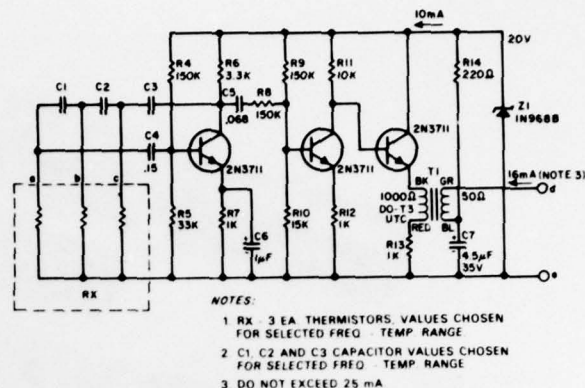 10mA
R4
150K
R6
3.3K
R9
150K
R11
10K
20V
R14
220Ω
C1
C2
C3
C5
.068
R8
150K
Z1
1N968B
C4
.15
2N3711
2N3711
2N3711
a
b
c
T1
BK
GR
1000Ω
50Ω
DO-T3
UTC
RED
BL
16mA (NOTE 3)
d
R5
33K
R7
1K
C6
1µF
R10
15K
R12
1K
R13
1K
C7
4.5µF
35V
e
RX
NOTES:
1 RX - 3 EA. THERMISTORS, VALUES CHOSEN
FOR SELECTED FREQ - TEMP. RANGE
2 C1, C2 AND C3 CAPACITOR VALUES CHOSEN
FOR SELECTED FREQ - TEMP RANGE
3 DO NOT EXCEED 25 mA